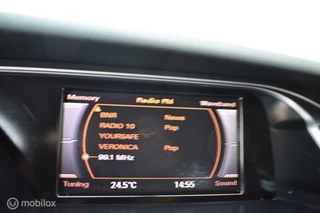 Memory
Radio FM
Waveband
BNR News
RADIO 10 Pop
YOURSAFE
VERONICA Pop
99.1 MHz
Tuning
24.5°C
14:55
Sound
Marktplaats